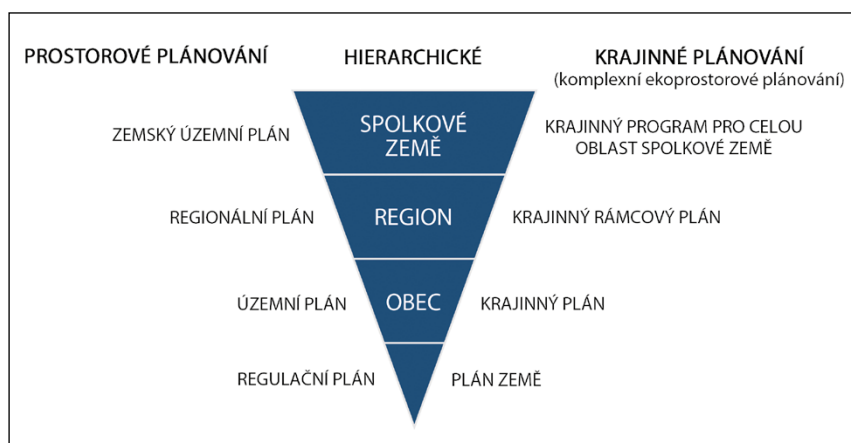 PROSTOROVÉ PLÁNOVÁNÍ
HIERARCHICKÉ
KRAJINNÉ PLÁNOVÁNÍ
(komplexní ekoprostorové plánování)
ZEMSKÝ ÚZEMNÍ PLÁN
SPOLKOVÉ
ZEMĚ
KRAJINNÝ PROGRAM PRO CELOU
OBLAST SPOLKOVÉ ZEMĚ
REGIONÁLNÍ PLÁN
REGION
KRAJINNÝ RÁMCOVÝ PLÁN
ÚZEMNÍ PLÁN
OBEC
KRAJINNÝ PLÁN
REGULAČNÍ PLÁN
PLÁN ZEMĚ